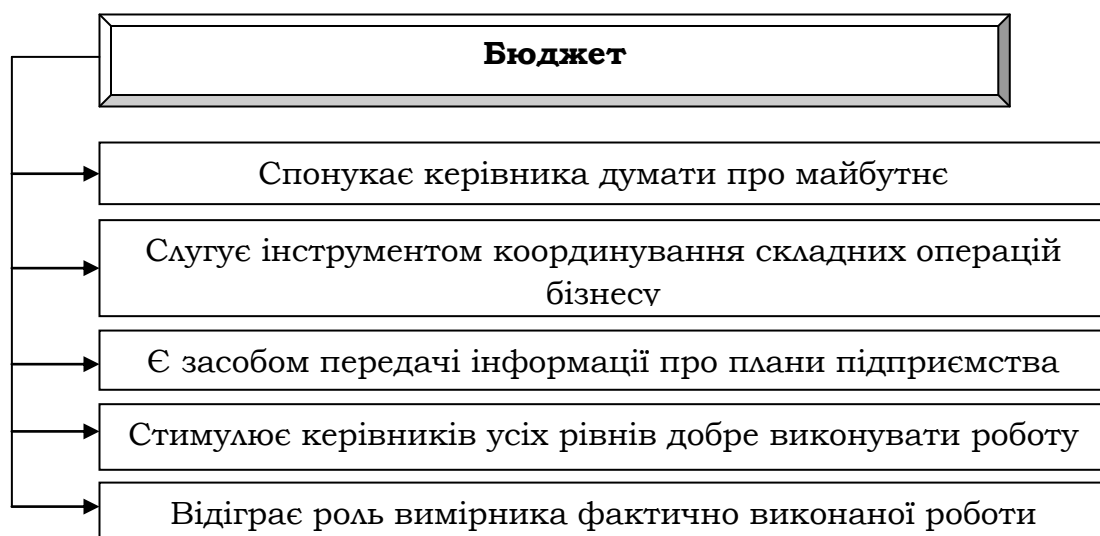 Бюджет
Спонукає керівника думати про майбутнє
Слугує інструментом координування складних операцій
бізнесу
Є засобом передачі інформації про плани підприємства
Стимулює керівників усіх рівнів добре виконувати роботу
Відіграє роль вимірника фактично виконаної роботи